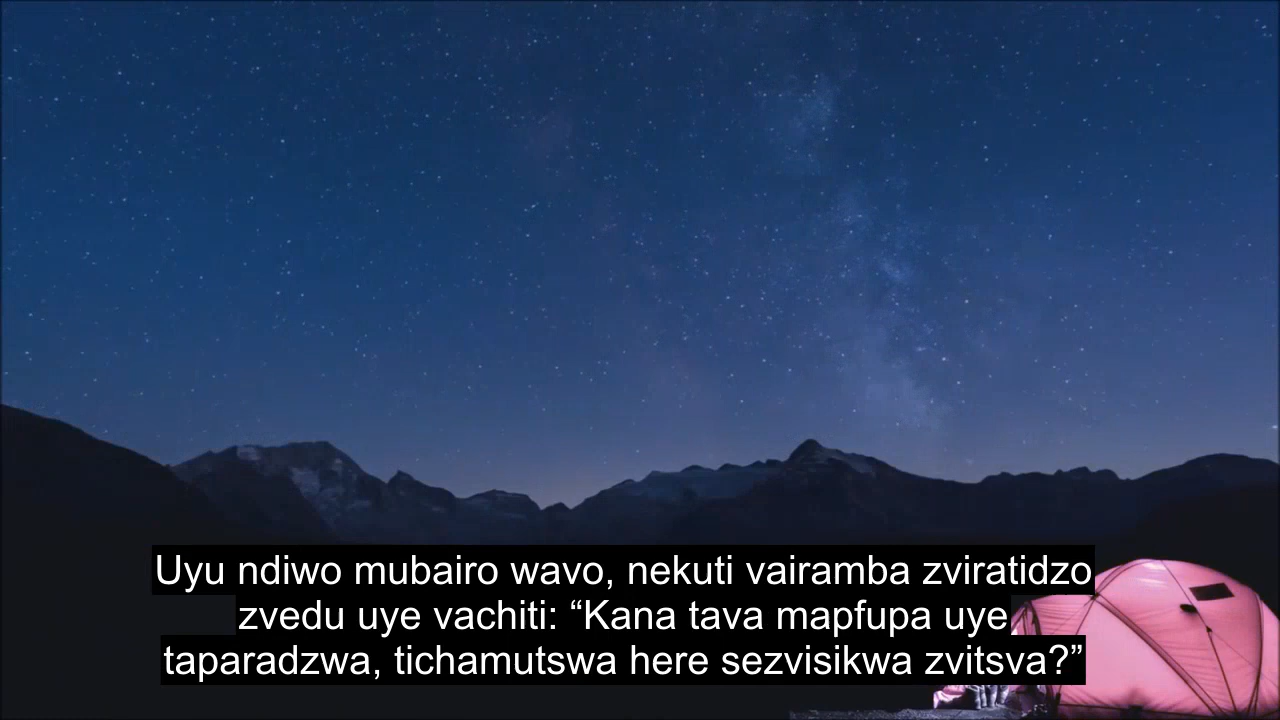 Uyu ndiwo mubairo wavo, nekuti vairamba zviratidzo
zvedu uye vachiti: “Kana tava mapfupa uye
taparadzwa, tichamutswa here sezvisikwa zvitsva?”